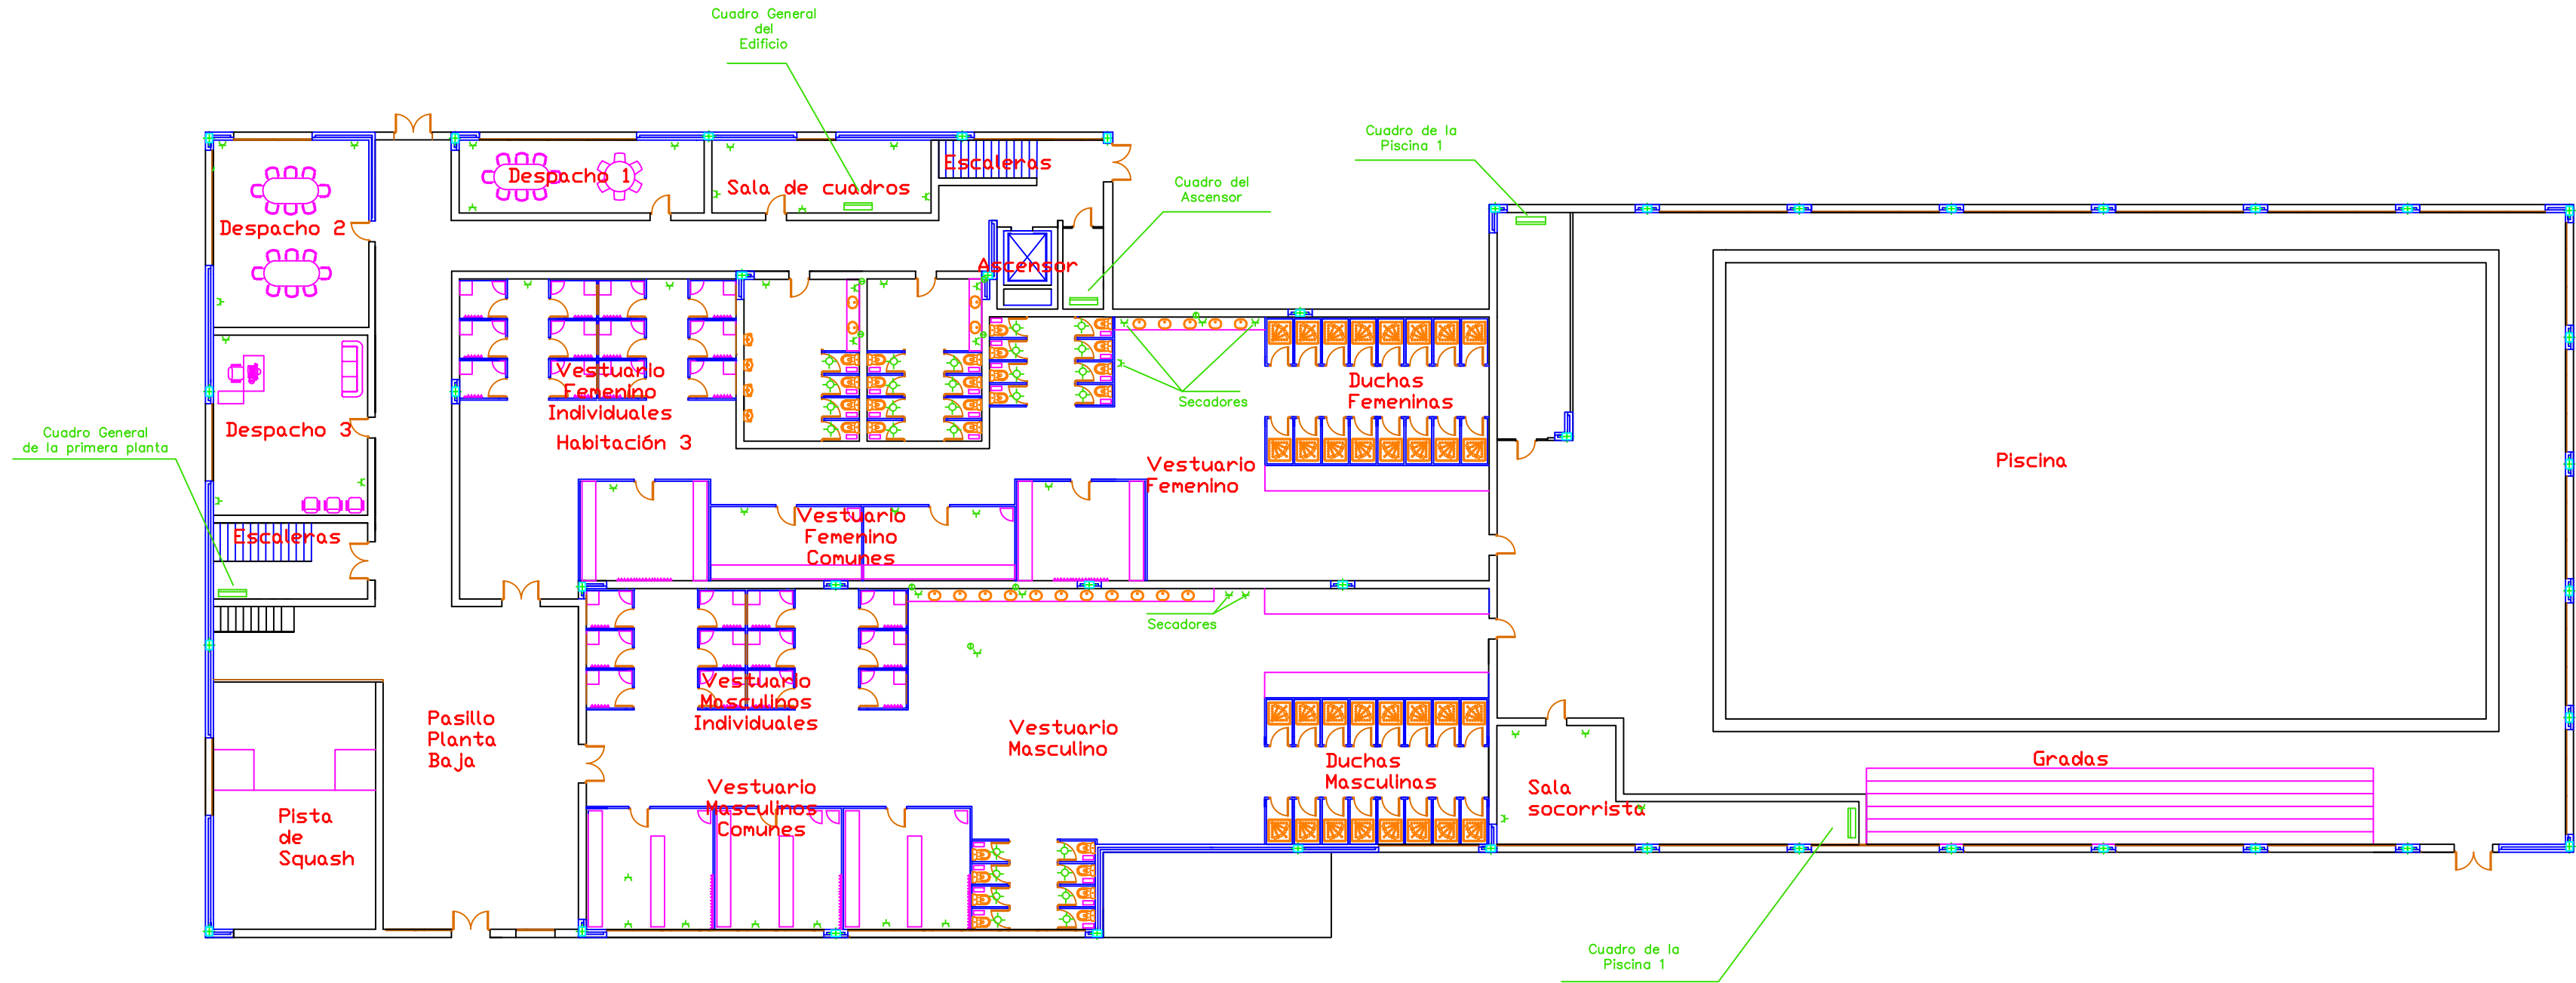 Cuadro General
del
Edificio
Cuadro de la
Piscina 1
Escaleras
Despacho 1
Sala de cuadros
Cuadro del
Ascensor
Despacho 2
Ascensor
Vestuario
Femenino
Individuales
Habitación 3
Duchas
Femeninas
Secadores
Despacho 3
Cuadro General
de la primera planta
Vestuario
Femenino
Piscina
Escaleras
Vestuario
Femenino
Comunes
Secadores
Vestuario
Masculinos
Individuales
Pasillo
Planta
Baja
Vestuario
Masculino
Duchas
Masculinas
Gradas
Vestuario
Masculinos
Comunes
Sala
socorrista
Pista
de
Squash
Cuadro de la
Piscina 1